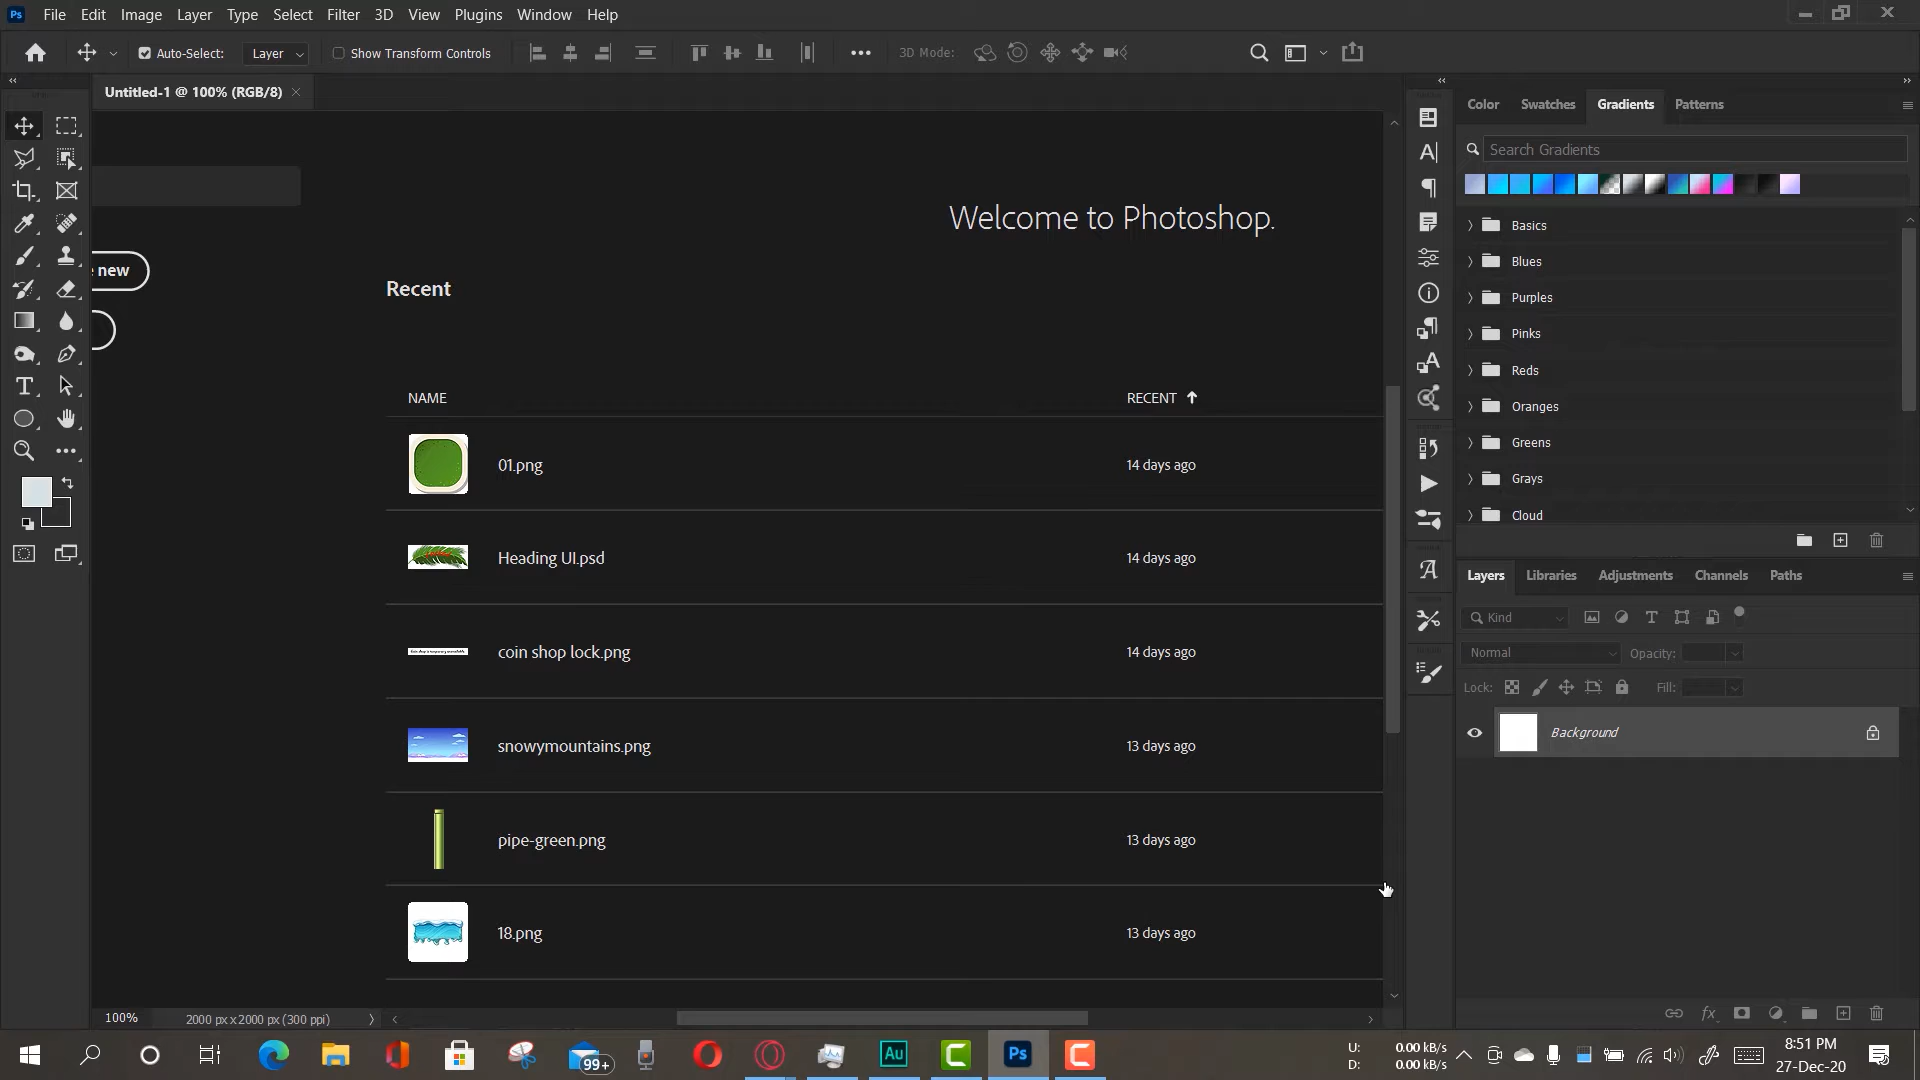 Ps File Edit Image Layer Type Select Filter 3D View Plugins Window Help
Auto-Select: Layer Show Transform Controls 3D Mode:
Untitled-1 @ 100% (RGB/8)
Color Swatches Gradients Patterns
Search Gradients
Welcome to Photoshop.
e new
Recent
NAME RECENT
01.png 14 days ago
Heading UI.psd 14 days ago
coin shop lock.png 14 days ago
snowymountains.png 13 days ago
pipe-green.png 13 days ago
18.png 13 days ago
Basics
Blues
Purples
Pinks
Reds
Oranges
Greens
Grays
Cloud
Layers Libraries Adjustments Channels Paths
Kind
Normal Opacity:
Lock: Fill:
Background
100% 2000 px x 2000 px (300 ppi)
99+
Au
Ps
U: 0.00 kB/s
D: 0.00 kB/s
8:51 PM
27-Dec-20